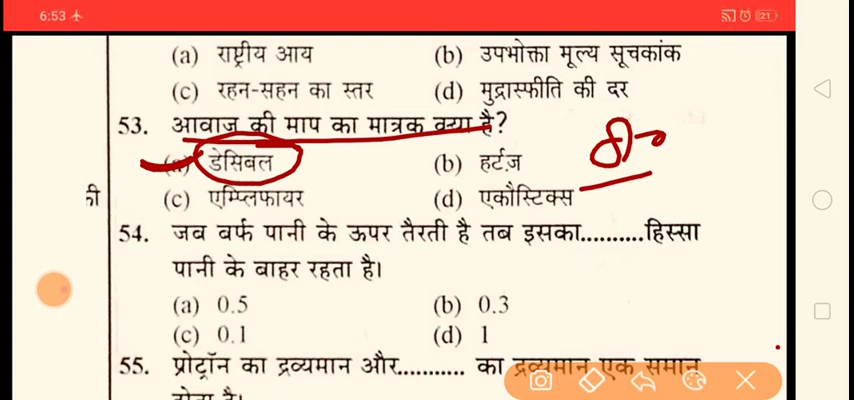 6:53
21
(a) राष्ट्रीय आय (b) उपभोक्ता मूल्य सूचकांक
(c) रहन-सहन का स्तर (d) मुद्रास्फीति की दर
53. आवाज की माप का मात्रक क्या है?
(a) डेसिबल (b) हर्टज़
की (c) एम्प्लिफायर (d) एकौस्टिक्स
54. जब बर्फ पानी के ऊपर तैरती है तब इसका..........हिस्सा
पानी के बाहर रहता है।
(a) 0.5 (b) 0.3
(c) 0.1 (d) 1
55. प्रोट्रॉन का द्रव्यमान और........... का द्रव्यमान एक समान
होता है।